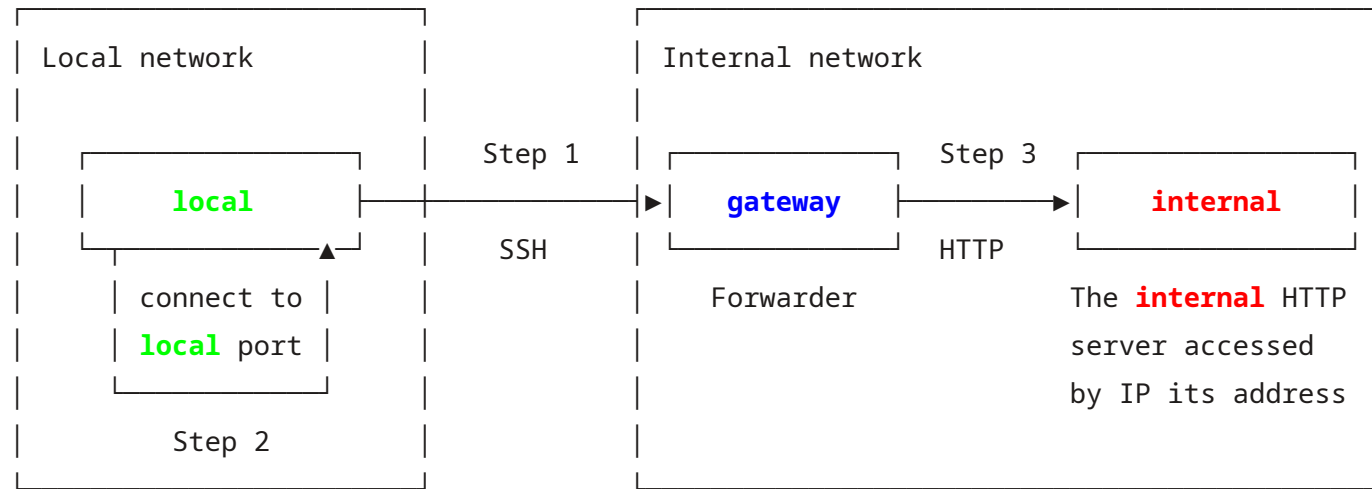 Local network
Internal network
Step 1
Step 3
local
gateway
internal
SSH
HTTP
connect to
local port
Forwarder
The internal HTTP
server accessed
by IP its address
Step 2